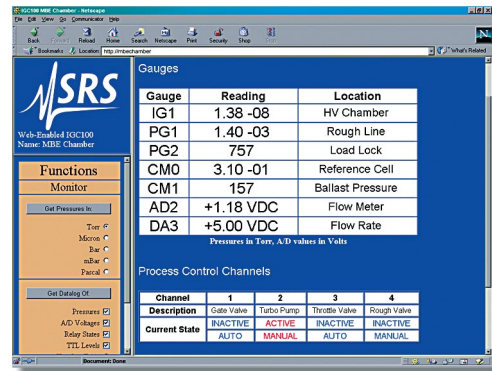 IGC100 MBE Chamber - Netscape
File Edit View Go Communicator Help
Back Forward Reload Home Search Netscape Print Security Shop Stop
Bookmarks Location: http://mbechamber What's Related
SRS
Web-Enabled IGC100
Name: MBE Chamber
Functions
Monitor
Get Pressures In:
Torr
Micron
Bar
mBar
Pascal
Get Datalog Of:
Pressures
A/D Voltages
Relay States
TTL Levels
Gauges
Gauge Reading Location
IG1 1.38 -08 HV Chamber
PG1 1.40 -03 Rough Line
PG2 757 Load Lock
CM0 3.10 -01 Reference Cell
CM1 157 Ballast Pressure
AD2 +1.18 VDC Flow Meter
DA3 +5.00 VDC Flow Rate
Pressures in Torr, A/D values in Volts
Process Control Channels
Channel 1 2 3 4
Description Gate Valve Turbo Pump Throttle Valve Rough Valve
Current State INACTIVE ACTIVE INACTIVE INACTIVE
AUTO MANUAL AUTO MANUAL
Document: Done